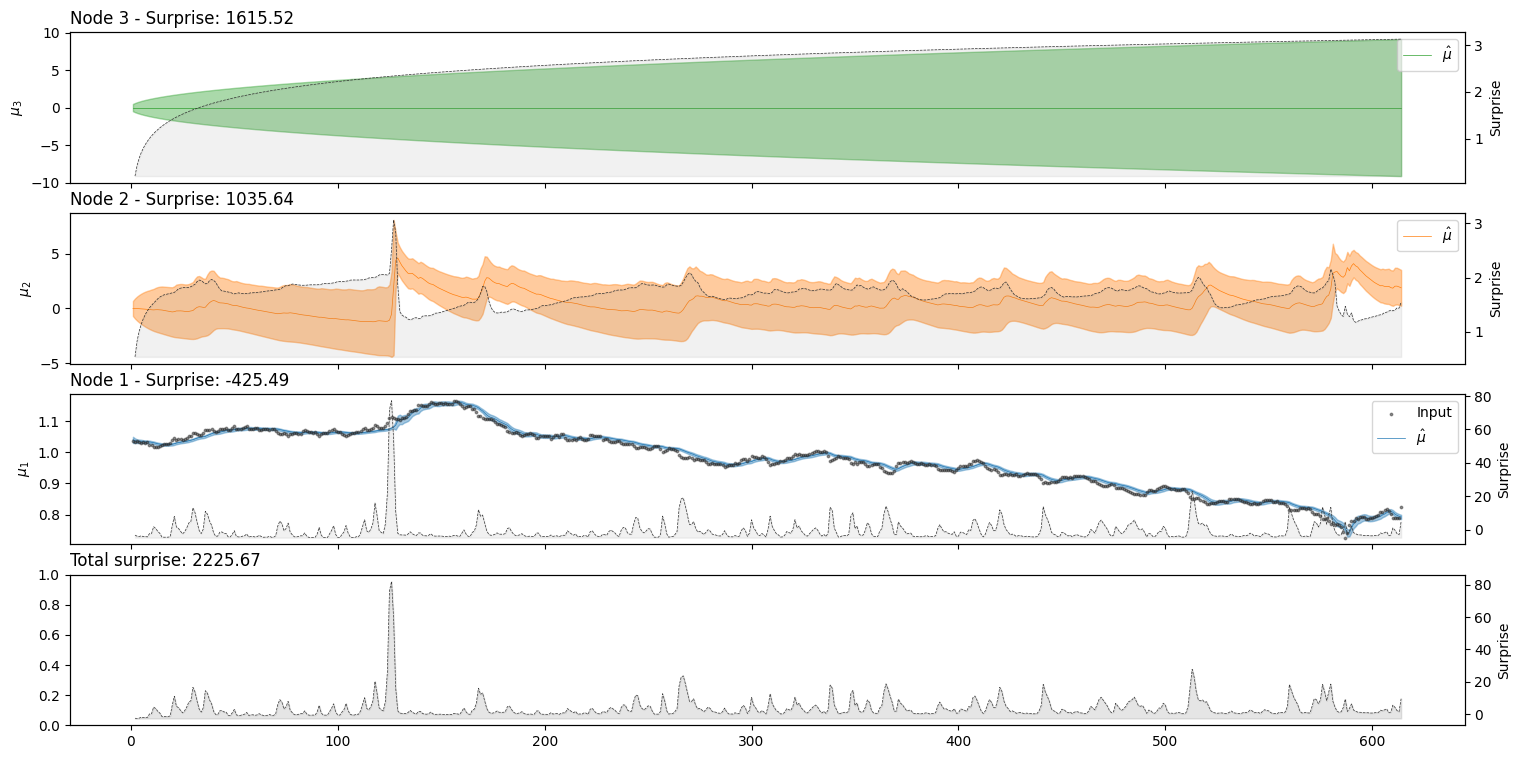 Node 3 - Surprise: 1615.52
10
5
0
−5
−10
μ3
μ̂
3
2
1
Surprise
Node 2 - Surprise: 1035.64
5
0
−5
μ2
μ̂
3
2
1
Surprise
Node 1 - Surprise: -425.49
1.1
1.0
0.9
0.8
μ1
Input
μ̂
80
60
40
20
0
Surprise
Total surprise: 2225.67
1.0
0.8
0.6
0.4
0.2
0.0
80
60
40
20
0
Surprise
0 100 200 300 400 500 600